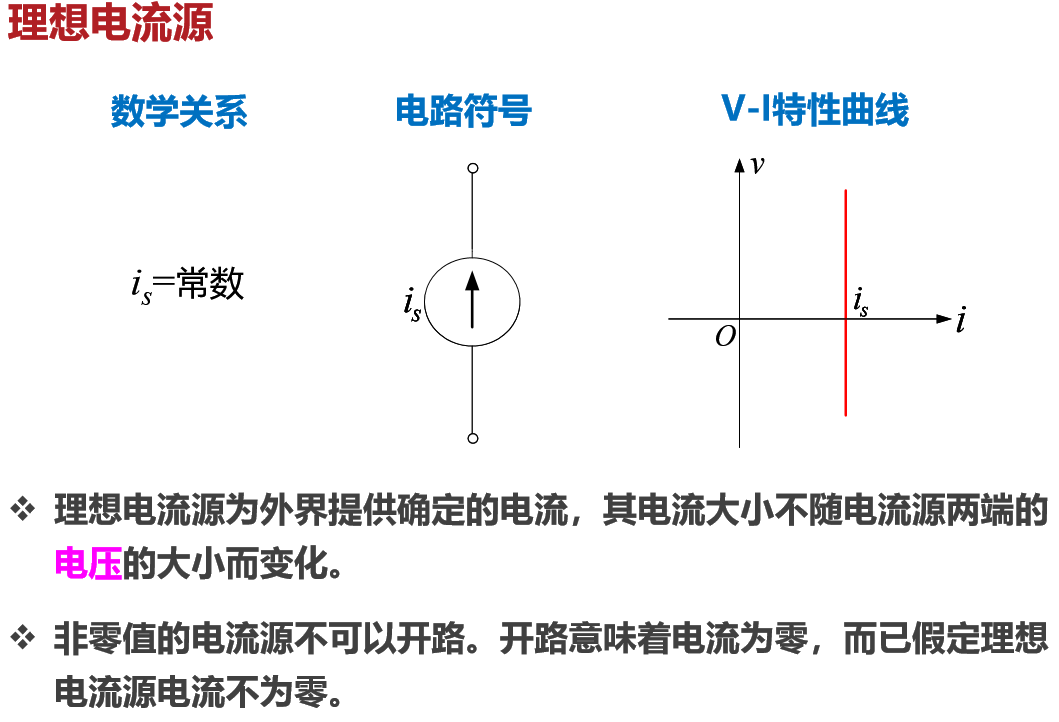 理想电流源
数学关系
电路符号
V-I特性曲线
v
i_s=常数
i_s
i_s
O
i
❖ 理想电流源为外界提供确定的电流，其电流大小不随电流源两端的
电压的大小而变化。
❖ 非零值的电流源不可以开路。开路意味着电流为零，而已假定理想
电流源电流不为零。